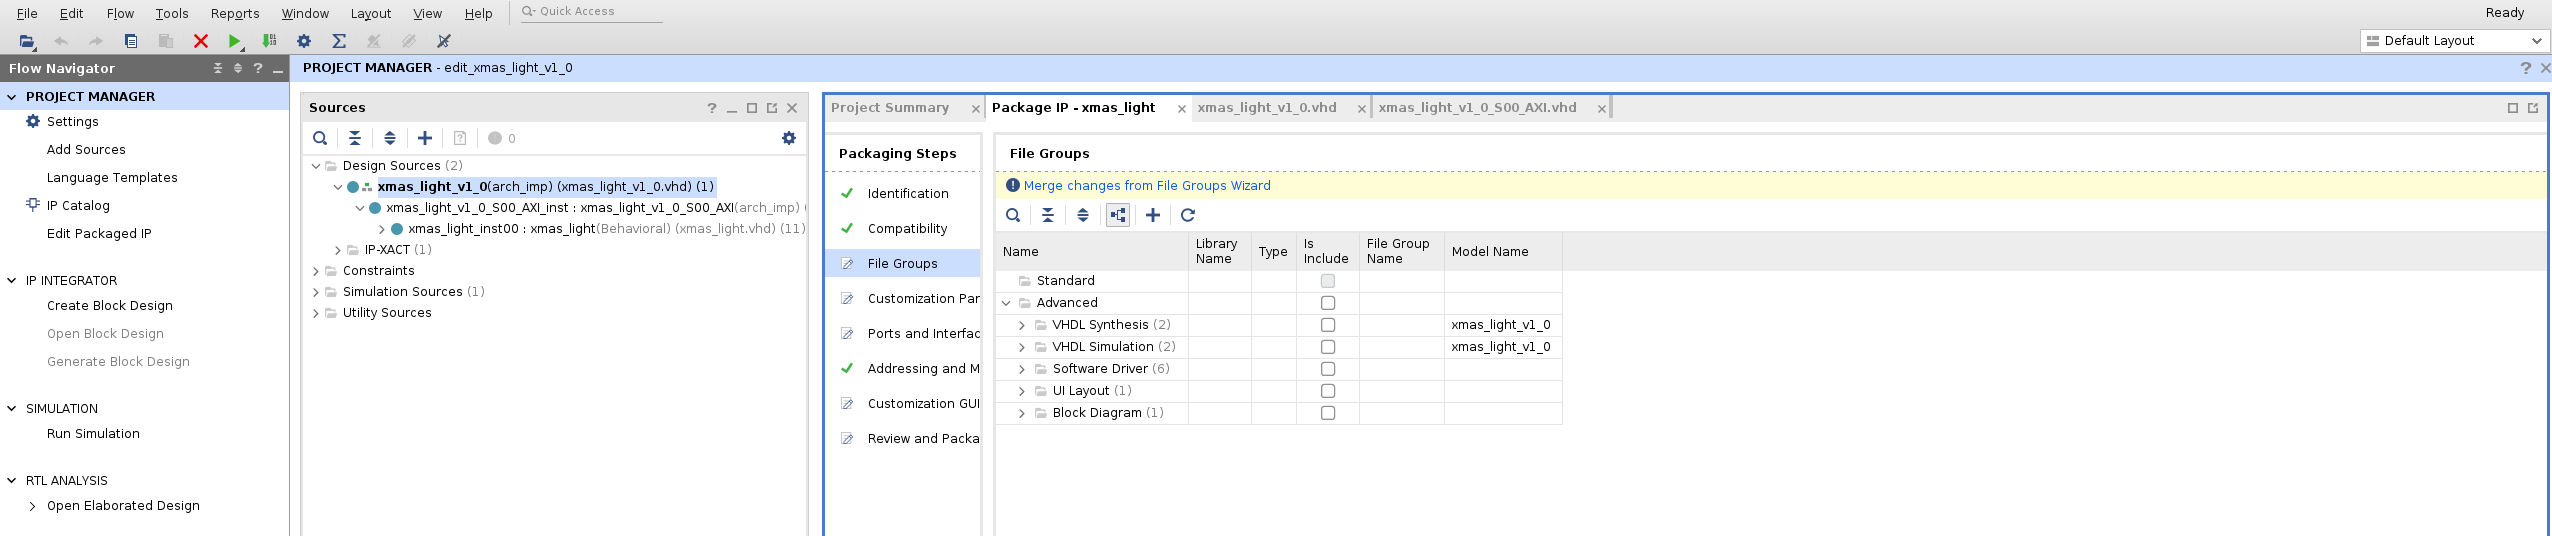 File Edit Flow Tools Reports Window Layout View Help Quick Access Ready
Default Layout
Flow Navigator ? _
PROJECT MANAGER - edit_xmas_light_v1_0 ?
PROJECT MANAGER
Settings
Add Sources
Language Templates
IP Catalog
Edit Packaged IP
IP INTEGRATOR
Create Block Design
Open Block Design
Generate Block Design
SIMULATION
Run Simulation
RTL ANALYSIS
Open Elaborated Design
Sources ?
0
Design Sources (2)
xmas_light_v1_0(arch_imp) (xmas_light_v1_0.vhd) (1)
xmas_light_v1_0_S00_AXI_inst : xmas_light_v1_0_S00_AXI(arch_imp) (
xmas_light_inst00 : xmas_light(Behavioral) (xmas_light.vhd) (11)
IP-XACT (1)
Constraints
Simulation Sources (1)
Utility Sources
Project Summary Package IP - xmas_light xmas_light_v1_0.vhd xmas_light_v1_0_S00_AXI.vhd
Packaging Steps
Identification
Compatibility
File Groups
Customization Par
Ports and Interfac
Addressing and M
Customization GUI
Review and Packa
File Groups
Merge changes from File Groups Wizard
Name Library Name Type Is Include File Group Name Model Name
Standard
Advanced
VHDL Synthesis (2) xmas_light_v1_0
VHDL Simulation (2) xmas_light_v1_0
Software Driver (6)
UI Layout (1)
Block Diagram (1)